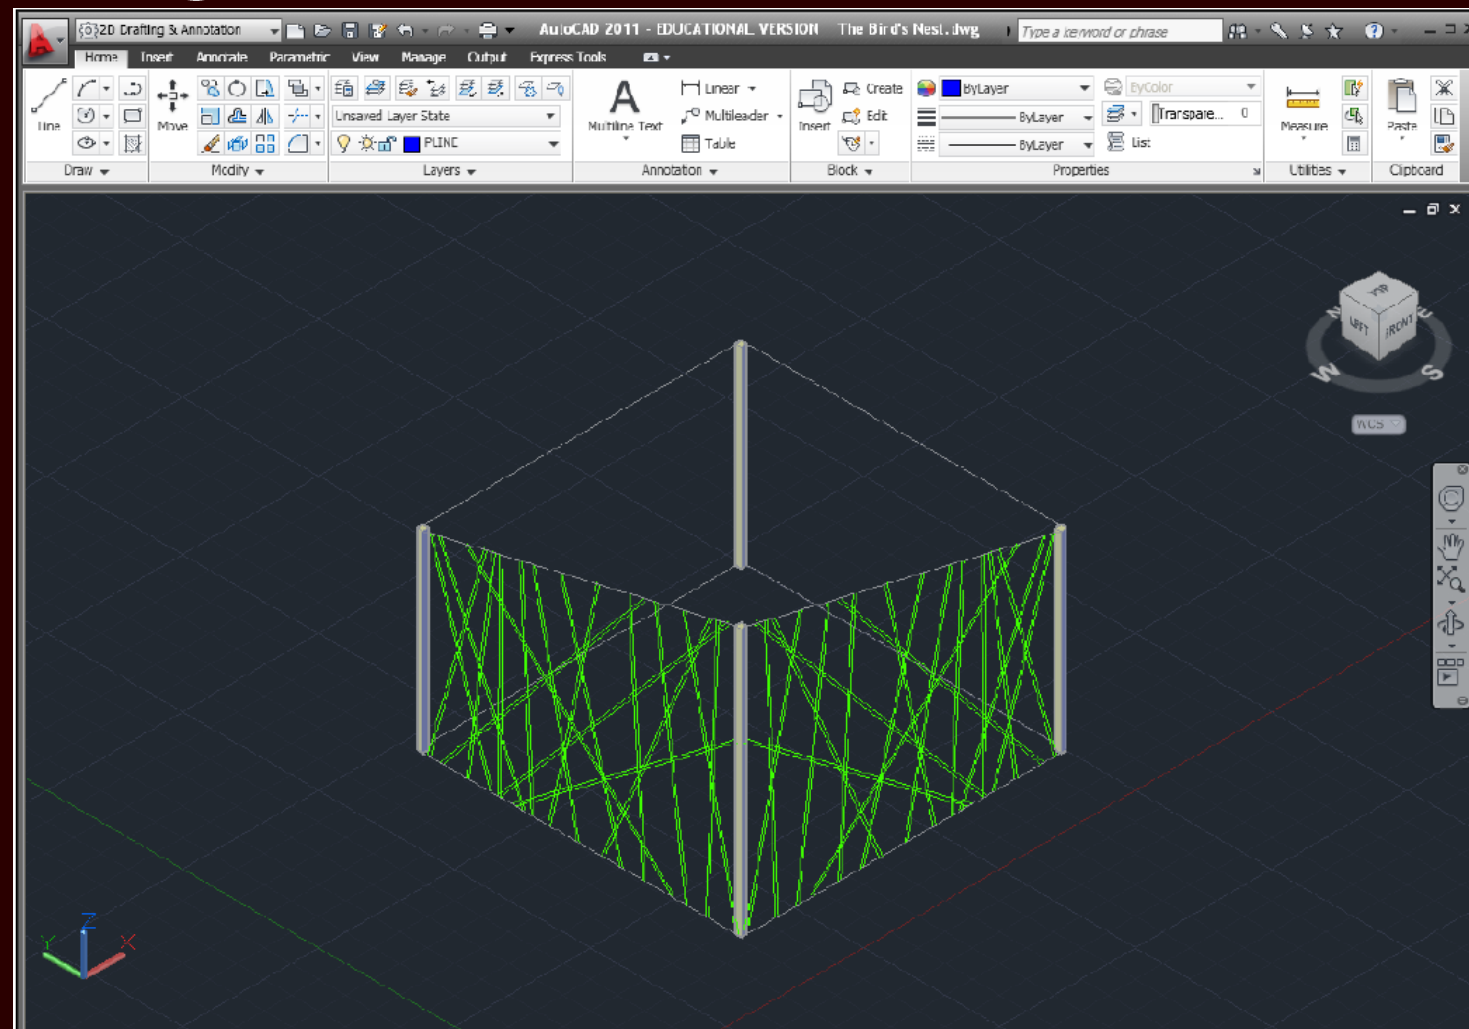 2D Drafting & Annotation
AutoCAD 2011 - EDUCATIONAL VERSION The Bird's Nest.dwg
Type a keyword or phrase
Home Insert Annotate Parametric View Manage Output Express Tools
Line
Move
Unsaved Layer State
PLINE
A
Multiline Text
Linear
Multileader
Table
Insert
Create
Edit
ByLayer
ByLayer
ByLayer
ByColor
Transpare... 0
List
Measure
Paste
Draw Modify Layers Annotation Block Properties Utilities Clipboard
TOP
LEFT FRONT
W S
WCS
Z
Y X